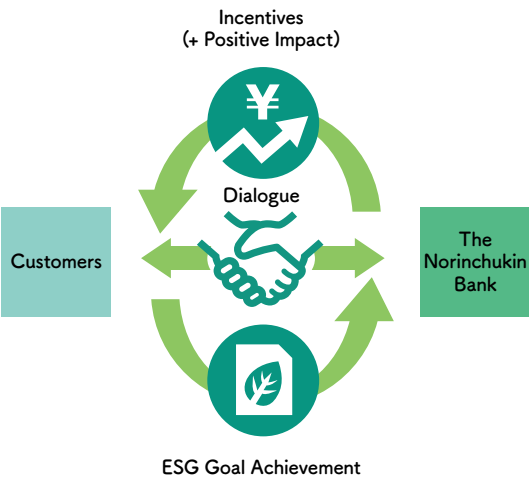 Incentives
(+ Positive Impact)
¥
Dialogue
Customers
The
Norinchukin
Bank
ESG Goal Achievement